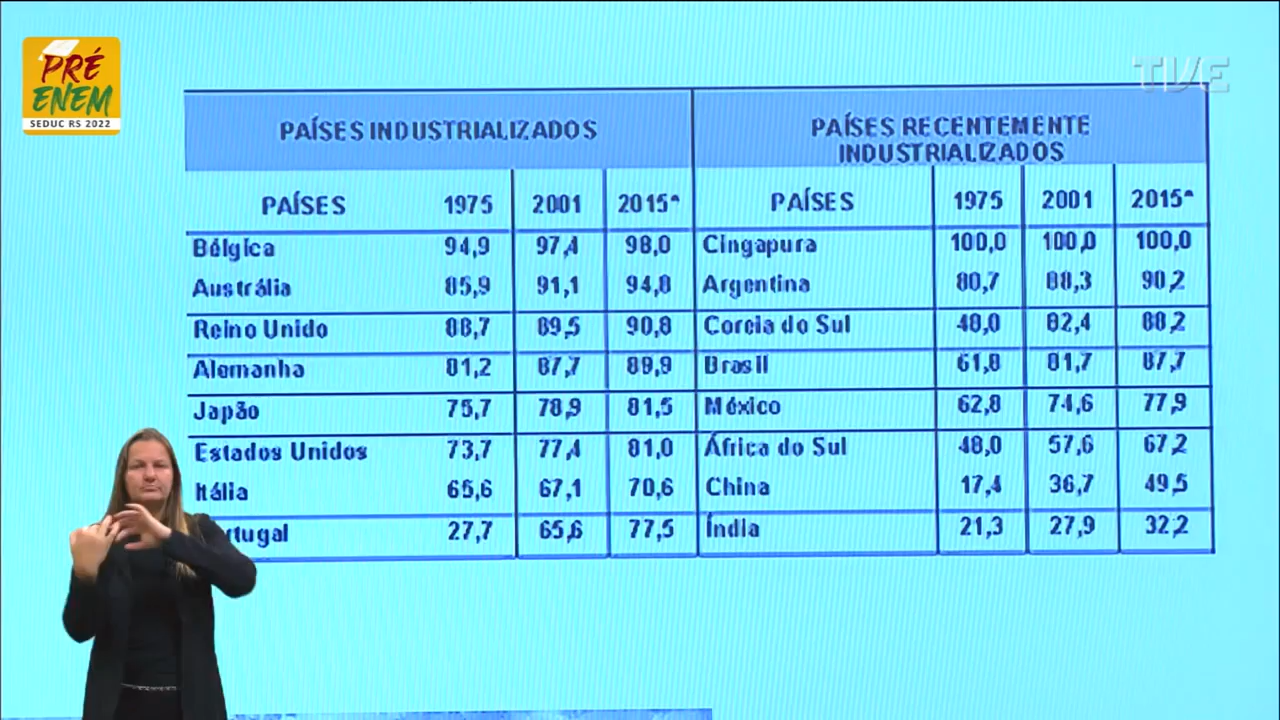 PRÉ
ENEM
SEDUC RS 2022
TVE
PAÍSES INDUSTRIALIZADOS
PAÍSES RECENTEMENTE
INDUSTRIALIZADOS
PAÍSES 1975 2001 2015* PAÍSES 1975 2001 2015*
Bélgica 94,9 97,4 98,0 Cingapura 100,0 100,0 100,0
Austrália 85,9 91,1 94,8 Argentina 80,7 88,3 90,2
Reino Unido 88,7 89,5 90,8 Coreia do Sul 48,0 82,4 88,2
Alemanha 81,2 87,7 89,9 Brasil 61,8 81,7 87,7
Japão 75,7 78,9 81,5 México 62,8 74,6 77,9
Estados Unidos 73,7 77,4 81,0 África do Sul 48,0 57,6 67,2
Itália 65,6 67,1 70,6 China 17,4 36,7 49,5
rtugal 27,7 65,6 77,5 Índia 21,3 27,9 32,2